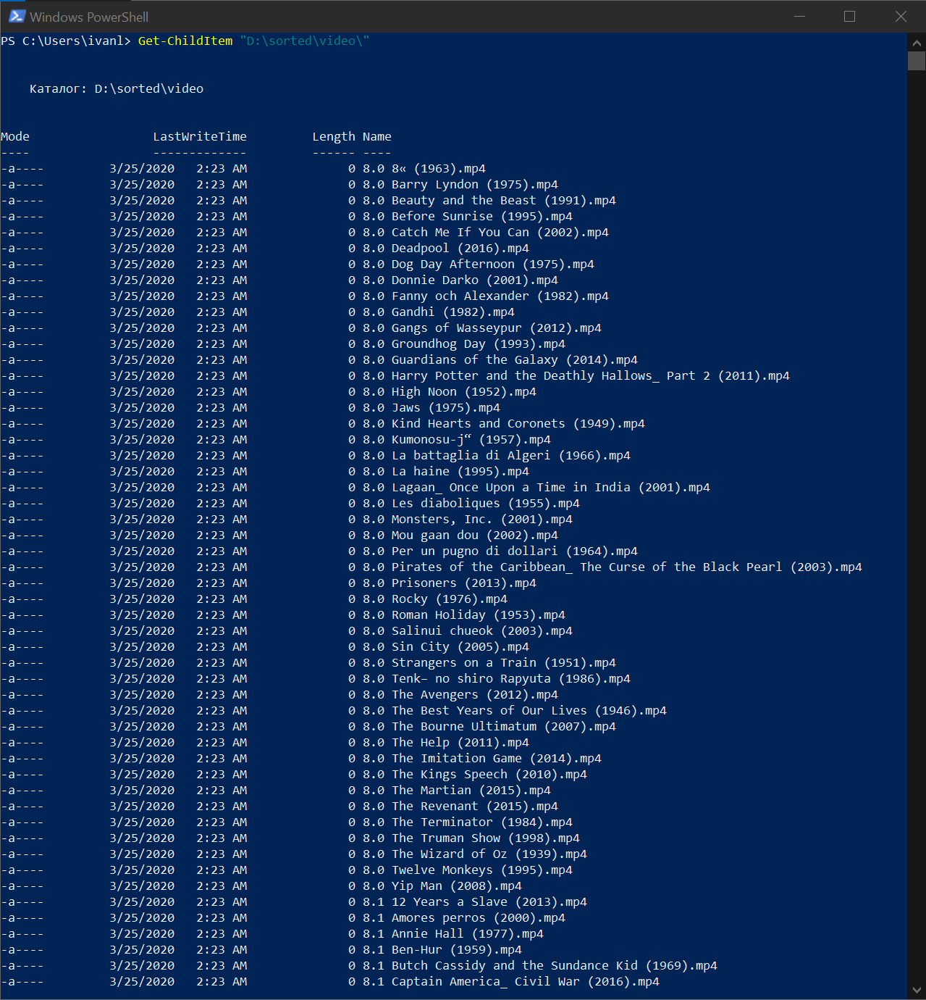 Windows PowerShell
PS C:\Users\ivanl> Get-ChildItem "D:\sorted\video\"
Каталог: D:\sorted\video
Mode LastWriteTime Length Name
---- ------------- ------ ----
-a---- 3/25/2020 2:23 AM 0 8.0 8« (1963).mp4
-a---- 3/25/2020 2:23 AM 0 8.0 Barry Lyndon (1975).mp4
-a---- 3/25/2020 2:23 AM 0 8.0 Beauty and the Beast (1991).mp4
-a---- 3/25/2020 2:23 AM 0 8.0 Before Sunrise (1995).mp4
-a---- 3/25/2020 2:23 AM 0 8.0 Catch Me If You Can (2002).mp4
-a---- 3/25/2020 2:23 AM 0 8.0 Deadpool (2016).mp4
-a---- 3/25/2020 2:23 AM 0 8.0 Dog Day Afternoon (1975).mp4
-a---- 3/25/2020 2:23 AM 0 8.0 Donnie Darko (2001).mp4
-a---- 3/25/2020 2:23 AM 0 8.0 Fanny och Alexander (1982).mp4
-a---- 3/25/2020 2:23 AM 0 8.0 Gandhi (1982).mp4
-a---- 3/25/2020 2:23 AM 0 8.0 Gangs of Wasseypur (2012).mp4
-a---- 3/25/2020 2:23 AM 0 8.0 Groundhog Day (1993).mp4
-a---- 3/25/2020 2:23 AM 0 8.0 Guardians of the Galaxy (2014).mp4
-a---- 3/25/2020 2:23 AM 0 8.0 Harry Potter and the Deathly Hallows_ Part 2 (2011).mp4
-a---- 3/25/2020 2:23 AM 0 8.0 High Noon (1952).mp4
-a---- 3/25/2020 2:23 AM 0 8.0 Jaws (1975).mp4
-a---- 3/25/2020 2:23 AM 0 8.0 Kind Hearts and Coronets (1949).mp4
-a---- 3/25/2020 2:23 AM 0 8.0 Kumonosu-j“ (1957).mp4
-a---- 3/25/2020 2:23 AM 0 8.0 La battaglia di Algeri (1966).mp4
-a---- 3/25/2020 2:23 AM 0 8.0 La haine (1995).mp4
-a---- 3/25/2020 2:23 AM 0 8.0 Lagaan_ Once Upon a Time in India (2001).mp4
-a---- 3/25/2020 2:23 AM 0 8.0 Les diaboliques (1955).mp4
-a---- 3/25/2020 2:23 AM 0 8.0 Monsters, Inc. (2001).mp4
-a---- 3/25/2020 2:23 AM 0 8.0 Mou gaan dou (2002).mp4
-a---- 3/25/2020 2:23 AM 0 8.0 Per un pugno di dollari (1964).mp4
-a---- 3/25/2020 2:23 AM 0 8.0 Pirates of the Caribbean_ The Curse of the Black Pearl (2003).mp4
-a---- 3/25/2020 2:23 AM 0 8.0 Prisoners (2013).mp4
-a---- 3/25/2020 2:23 AM 0 8.0 Rocky (1976).mp4
-a---- 3/25/2020 2:23 AM 0 8.0 Roman Holiday (1953).mp4
-a---- 3/25/2020 2:23 AM 0 8.0 Salinui chueok (2003).mp4
-a---- 3/25/2020 2:23 AM 0 8.0 Sin City (2005).mp4
-a---- 3/25/2020 2:23 AM 0 8.0 Strangers on a Train (1951).mp4
-a---- 3/25/2020 2:23 AM 0 8.0 Tenk– no shiro Rapyuta (1986).mp4
-a---- 3/25/2020 2:23 AM 0 8.0 The Avengers (2012).mp4
-a---- 3/25/2020 2:23 AM 0 8.0 The Best Years of Our Lives (1946).mp4
-a---- 3/25/2020 2:23 AM 0 8.0 The Bourne Ultimatum (2007).mp4
-a---- 3/25/2020 2:23 AM 0 8.0 The Help (2011).mp4
-a---- 3/25/2020 2:23 AM 0 8.0 The Imitation Game (2014).mp4
-a---- 3/25/2020 2:23 AM 0 8.0 The Kings Speech (2010).mp4
-a---- 3/25/2020 2:23 AM 0 8.0 The Martian (2015).mp4
-a---- 3/25/2020 2:23 AM 0 8.0 The Revenant (2015).mp4
-a---- 3/25/2020 2:23 AM 0 8.0 The Terminator (1984).mp4
-a---- 3/25/2020 2:23 AM 0 8.0 The Truman Show (1998).mp4
-a---- 3/25/2020 2:23 AM 0 8.0 The Wizard of Oz (1939).mp4
-a---- 3/25/2020 2:23 AM 0 8.0 Twelve Monkeys (1995).mp4
-a---- 3/25/2020 2:23 AM 0 8.0 Yip Man (2008).mp4
-a---- 3/25/2020 2:23 AM 0 8.1 12 Years a Slave (2013).mp4
-a---- 3/25/2020 2:23 AM 0 8.1 Amores perros (2000).mp4
-a---- 3/25/2020 2:23 AM 0 8.1 Annie Hall (1977).mp4
-a---- 3/25/2020 2:23 AM 0 8.1 Ben-Hur (1959).mp4
-a---- 3/25/2020 2:23 AM 0 8.1 Butch Cassidy and the Sundance Kid (1969).mp4
-a---- 3/25/2020 2:23 AM 0 8.1 Captain America_ Civil War (2016).mp4